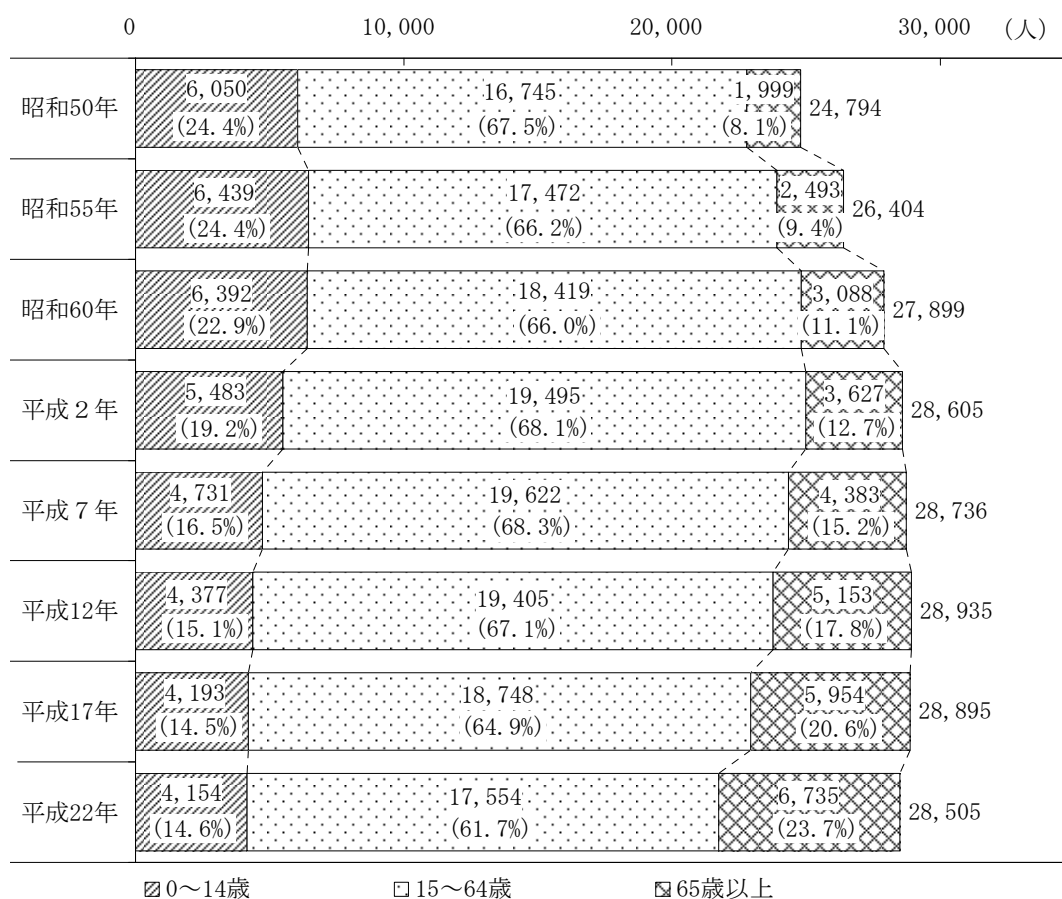 0 10,000 20,000 30,000 (人)
昭和50年 6,050 16,745 1,999 24,794
(24.4%) (67.5%) (8.1%)
昭和55年 6,439 17,472 2,493 26,404
(24.4%) (66.2%) (9.4%)
昭和60年 6,392 18,419 3,088 27,899
(22.9%) (66.0%) (11.1%)
平成2年 5,483 19,495 3,627 28,605
(19.2%) (68.1%) (12.7%)
平成7年 4,731 19,622 4,383 28,736
(16.5%) (68.3%) (15.2%)
平成12年 4,377 19,405 5,153 28,935
(15.1%) (67.1%) (17.8%)
平成17年 4,193 18,748 5,954 28,895
(14.5%) (64.9%) (20.6%)
平成22年 4,154 17,554 6,735 28,505
(14.6%) (61.7%) (23.7%)
0〜14歳 15〜64歳 65歳以上